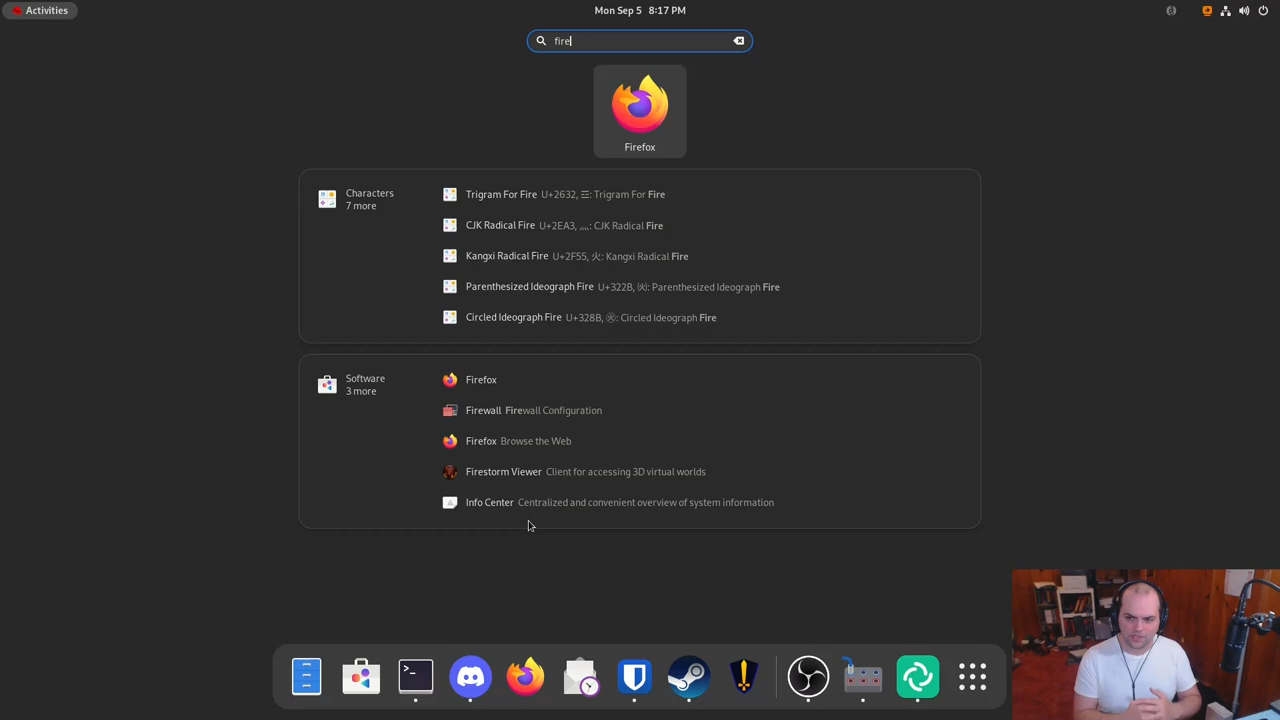 Activities
Mon Sep 5 8:17 PM
fire
Firefox
Characters
7 more
Trigram For Fire U+2632, ☲: Trigram For Fire
CJK Radical Fire U+2EA3, ⺣: CJK Radical Fire
Kangxi Radical Fire U+2F55, ⽕: Kangxi Radical Fire
Parenthesized Ideograph Fire U+322B, ㈫: Parenthesized Ideograph Fire
Circled Ideograph Fire U+328B, ㊋: Circled Ideograph Fire
Software
3 more
Firefox
Firewall Firewall Configuration
Firefox Browse the Web
Firestorm Viewer Client for accessing 3D virtual worlds
Info Center Centralized and convenient overview of system information